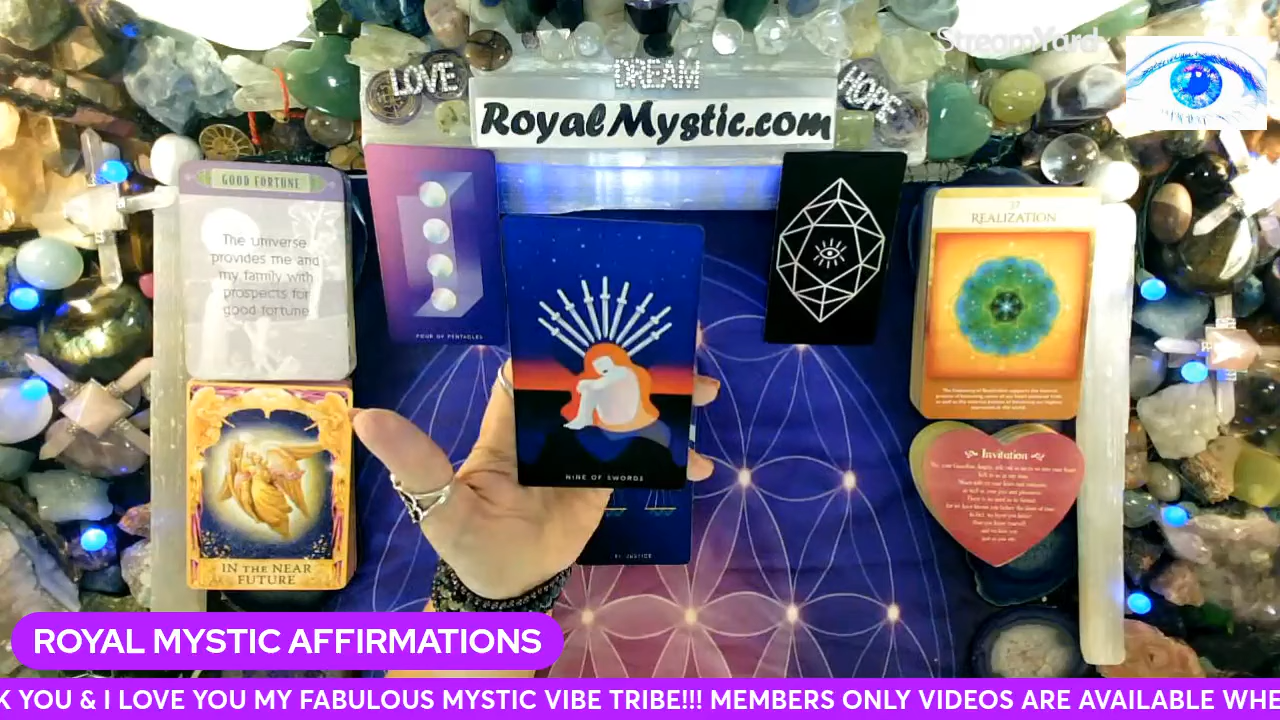 StreamYard
LOVE
DREAM
HOPE
RoyalMystic.com
GOOD FORTUNE
The universe
provides me and
my family with
prospects for
good fortune.
FOUR OF PENTACLES
NINE OF SWORDS
JUSTICE
37
REALIZATION
IN THE NEAR
FUTURE
Invitation
ROYAL MYSTIC AFFIRMATIONS
K YOU & I LOVE YOU MY FABULOUS MYSTIC VIBE TRIBE!!! MEMBERS ONLY VIDEOS ARE AVAILABLE WHE